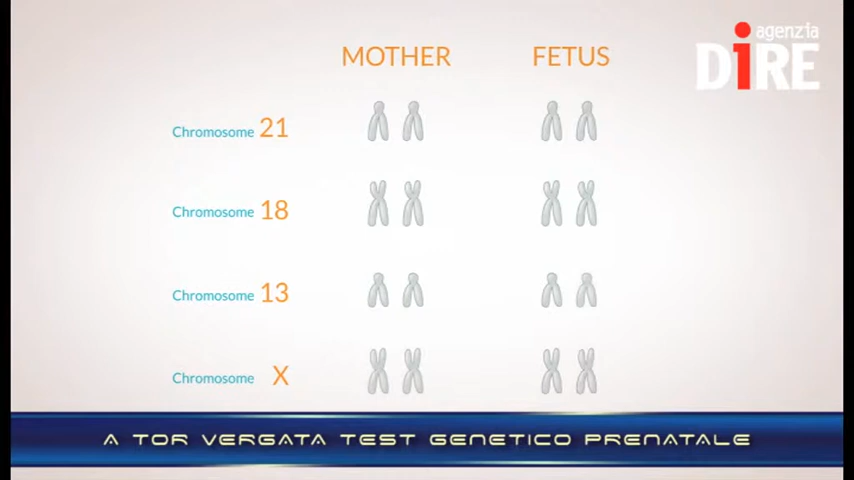 agenzia
DiRE
MOTHER FETUS
Chromosome 21
Chromosome 18
Chromosome 13
Chromosome X
A TOR VERGATA TEST GENETICO PRENATALE